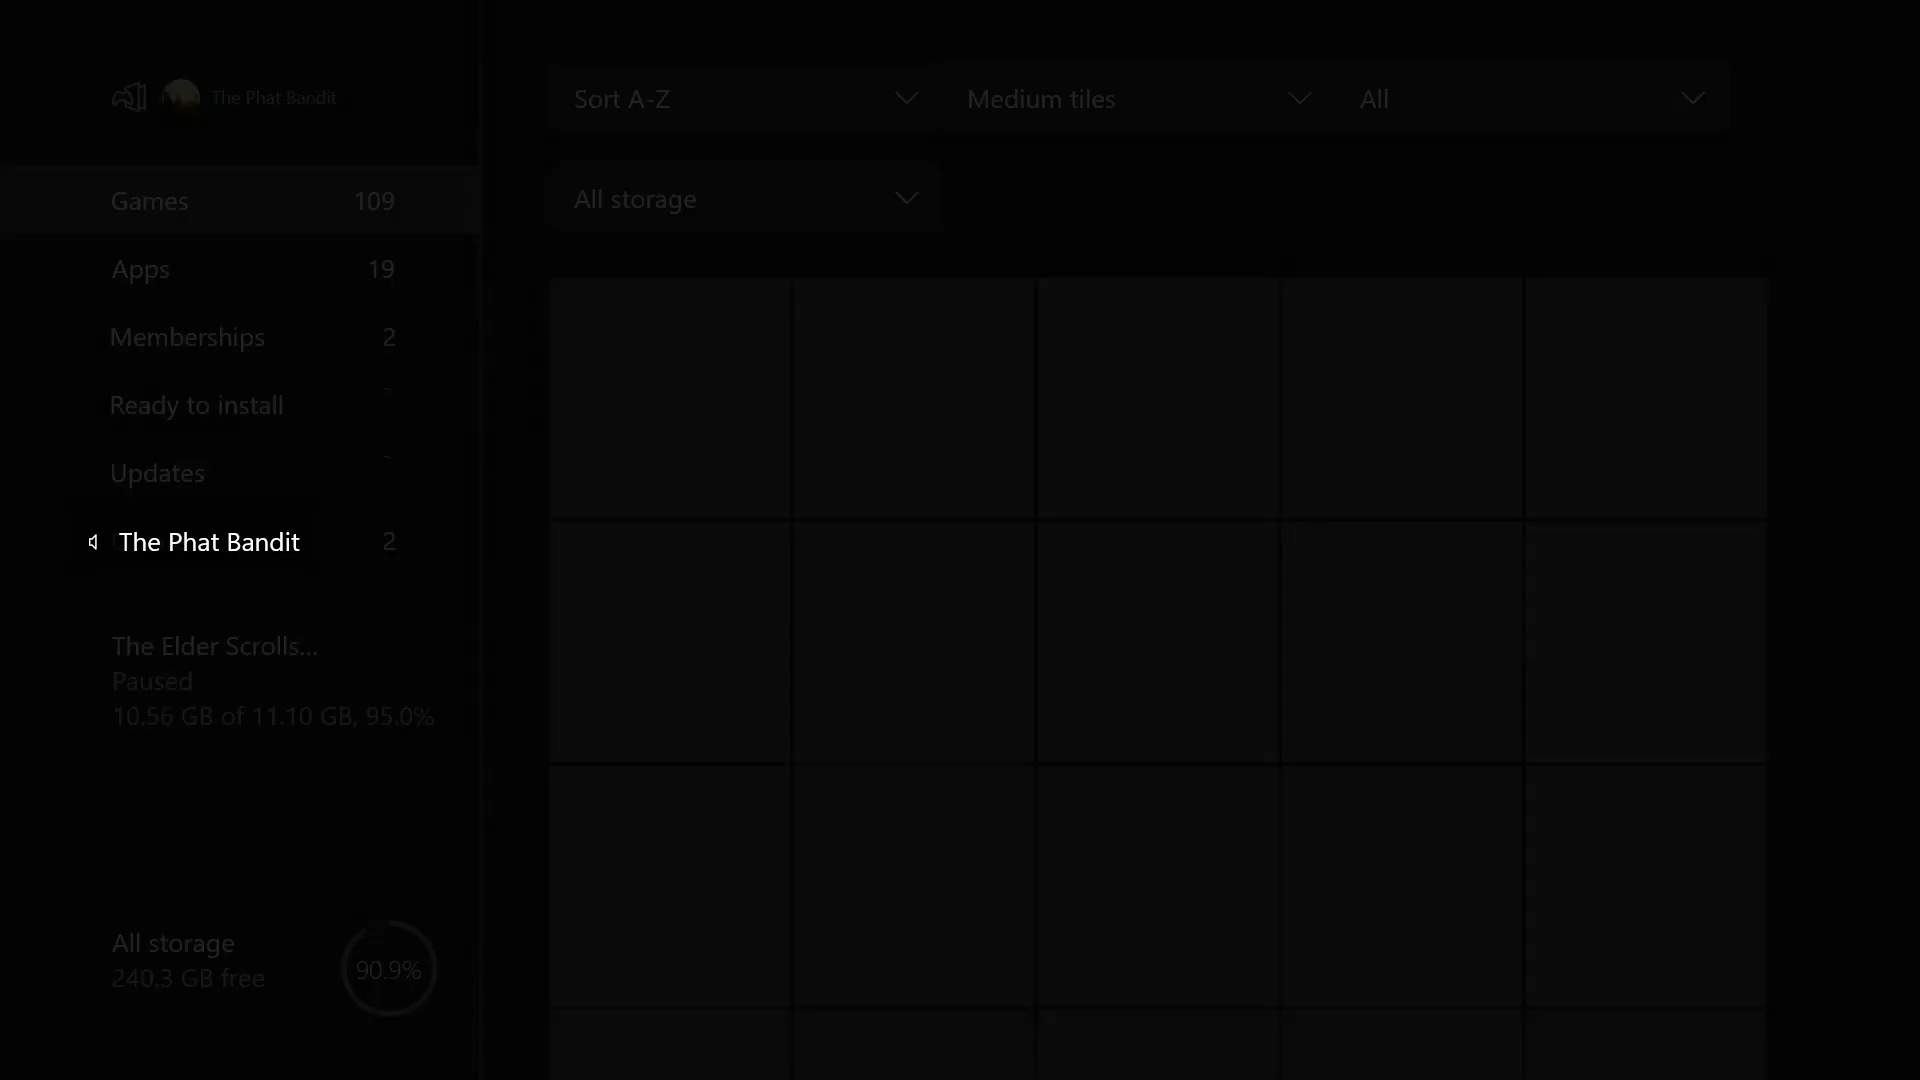 The Phat Bandit
Sort A-Z
Medium tiles
All
All storage
Games 109
Apps 19
Memberships 2
Ready to install
Updates
The Phat Bandit 2
The Elder Scrolls...
Paused
10.56 GB of 11.10 GB, 95.0%
All storage
240.3 GB free
90.9%